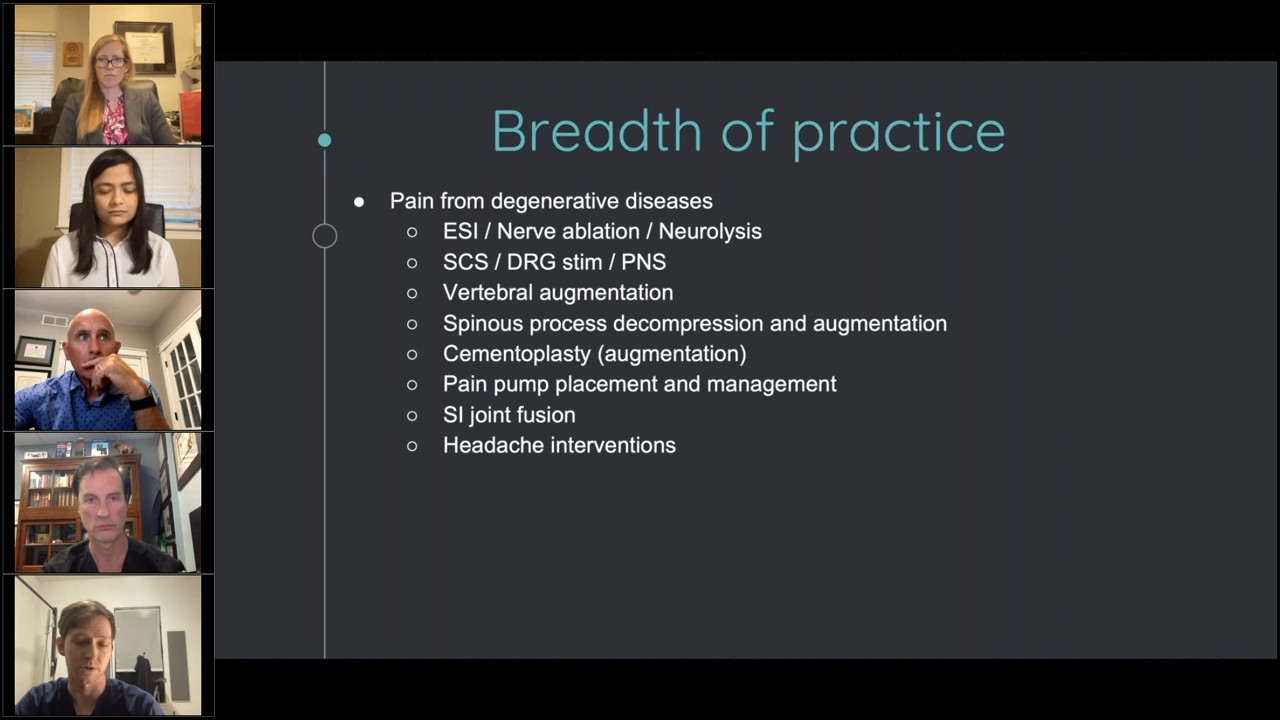 Breadth of practice
● Pain from degenerative diseases
○ ESI / Nerve ablation / Neurolysis
○ SCS / DRG stim / PNS
○ Vertebral augmentation
○ Spinous process decompression and augmentation
○ Cementoplasty (augmentation)
○ Pain pump placement and management
○ SI joint fusion
○ Headache interventions